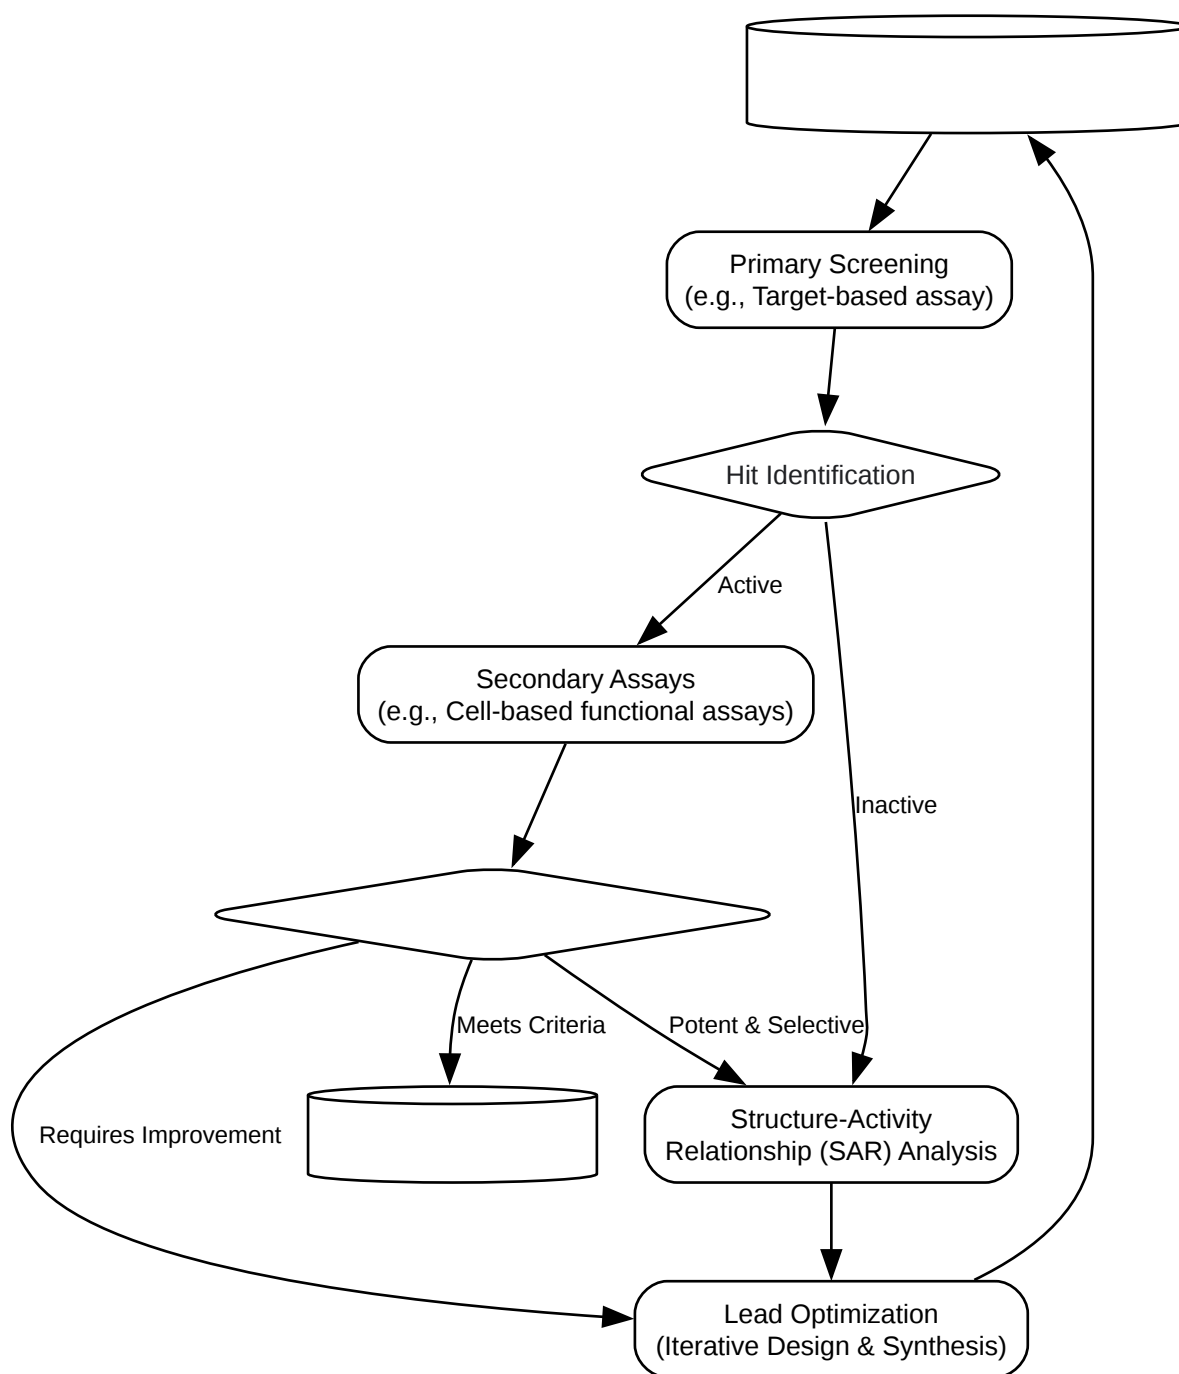 Primary Screening
(e.g., Target-based assay)
Hit Identification
Active
Secondary Assays
(e.g., Cell-based functional assays)
Inactive
Meets Criteria
Potent & Selective
Requires Improvement
Structure-Activity
Relationship (SAR) Analysis
Lead Optimization
(Iterative Design & Synthesis)